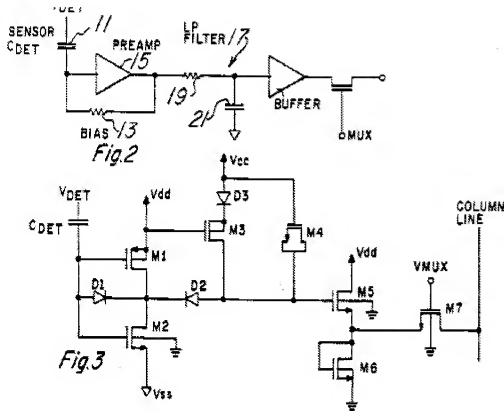 SENSOR
CDET
11
PREAMP
15
LP
FILTER
17
19
21
BUFFER
MUX
13
BIAS
Fig.2
Vcc
VDET
CDET
Vdd
D3
M3
M4
COLUMN
LINE
M1
Vdd
VMUX
D1
D2
M5
M7
M2
Fig.3
M6
Vss